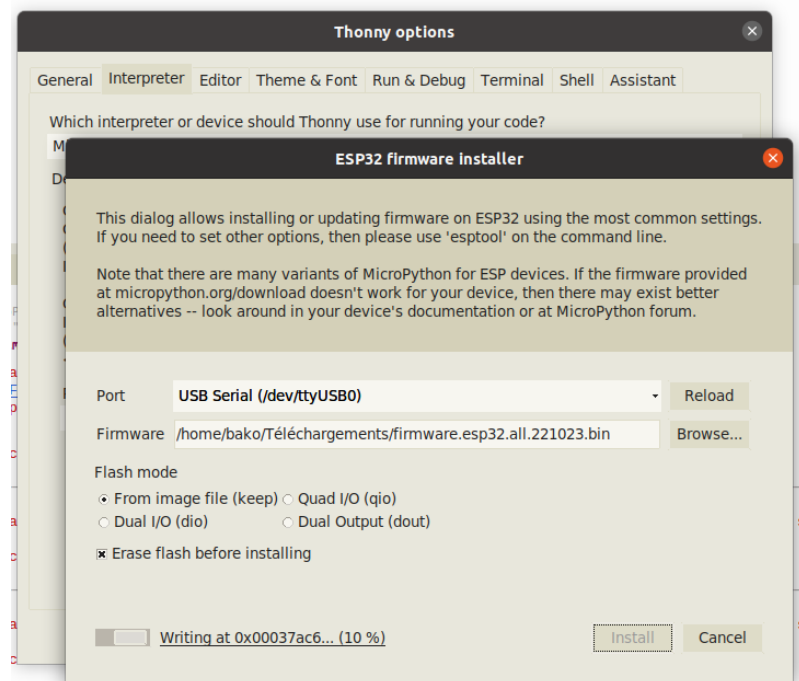 Thonny options
General Interpreter Editor Theme & Font Run & Debug Terminal Shell Assistant
Which interpreter or device should Thonny use for running your code?
ESP32 firmware installer
This dialog allows installing or updating firmware on ESP32 using the most common settings.
If you need to set other options, then please use 'esptool' on the command line.
Note that there are many variants of MicroPython for ESP devices. If the firmware provided
at micropython.org/download doesn't work for your device, then there may exist better
alternatives -- look around in your device's documentation or at MicroPython forum.
Port USB Serial (/dev/ttyUSB0) Reload
Firmware /home/bako/Téléchargements/firmware.esp32.all.221023.bin Browse...
Flash mode
From image file (keep) Quad I/O (qio)
Dual I/O (dio) Dual Output (dout)
Erase flash before installing
Writing at 0x00037ac6... (10 %) Install Cancel